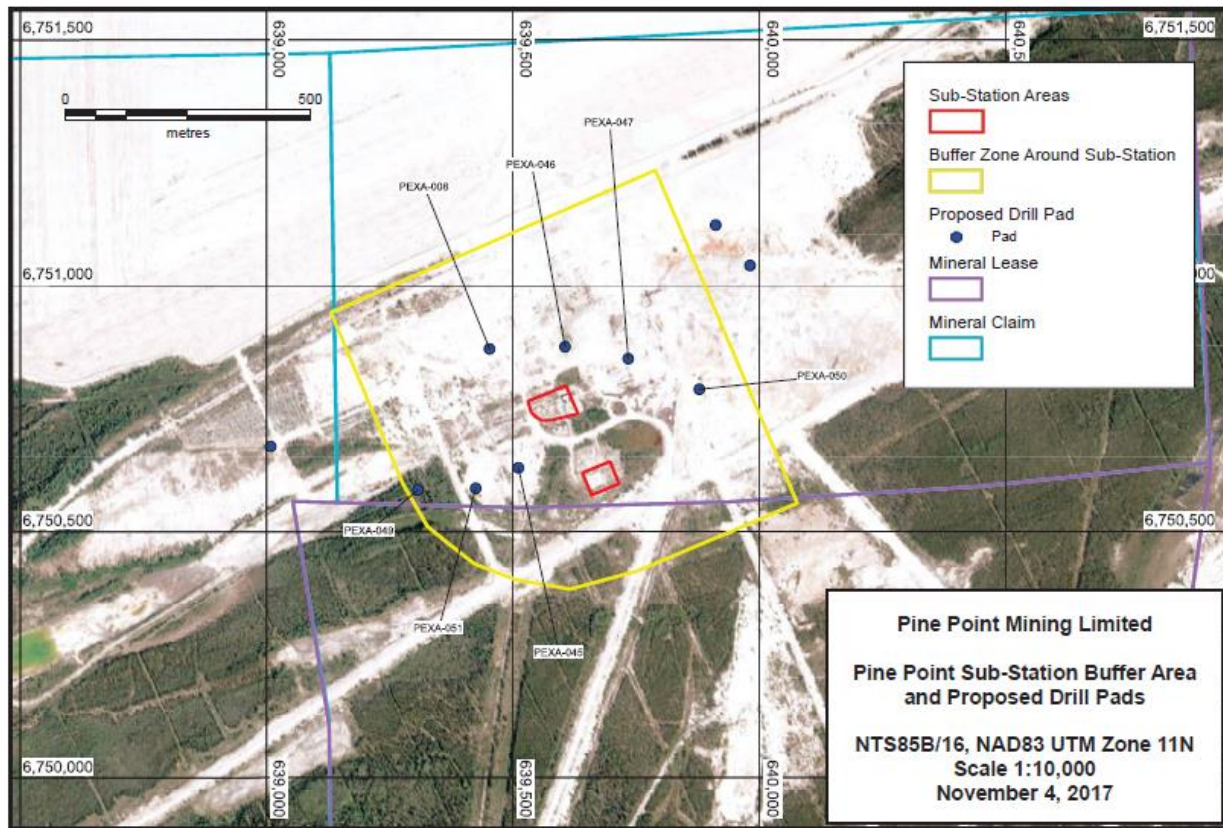 6,751,500
639,000
639,500
640,000
640,5
6,751,500
0
500
metres
PEXA-047
PEXA-046
PEXA-008
Sub-Station Areas
Buffer Zone Around Sub-Station
Proposed Drill Pad
Pad
Mineral Lease
Mineral Claim
6,751,000
000
PEXA-050
6,750,500
6,750,500
PEXA-049
PEXA-051
PEXA-045
6,750,000
639,000
639,500
640,000
Pine Point Mining Limited
Pine Point Sub-Station Buffer Area
and Proposed Drill Pads
NTS85B/16, NAD83 UTM Zone 11N
Scale 1:10,000
November 4, 2017